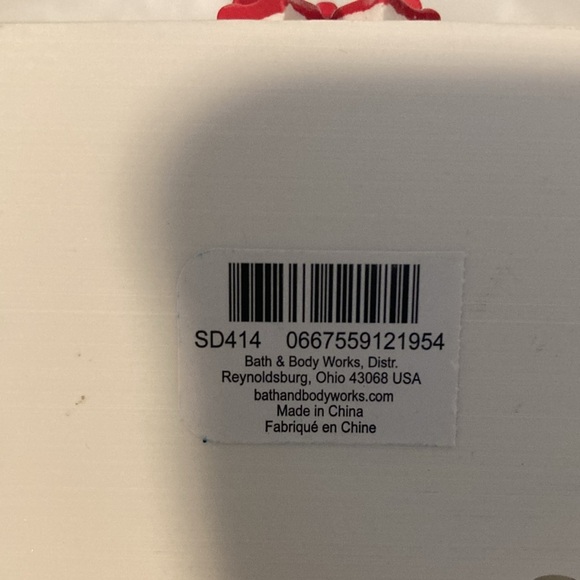 SD414 0667559121954
Bath & Body Works, Distr.
Reynoldsburg, Ohio 43068 USA
bathandbodyworks.com
Made in China
Fabriqué en Chine